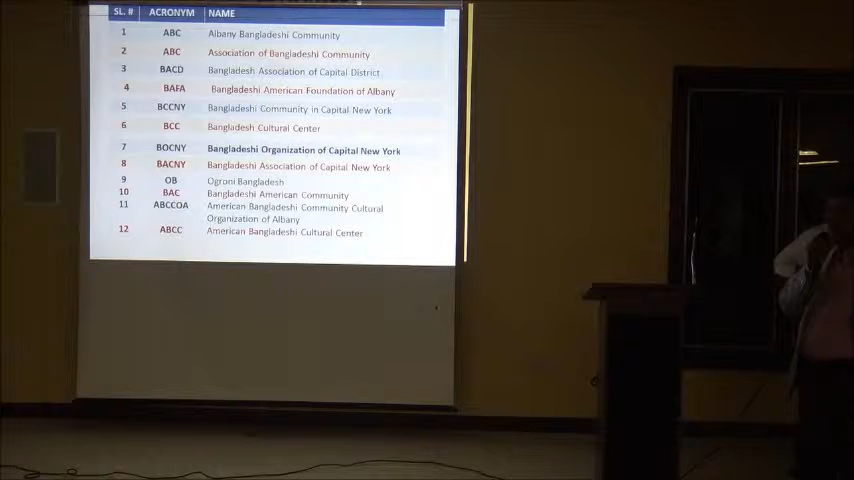 SL. # ACRONYM NAME
1 ABC Albany Bangladeshi Community
2 ABC Association of Bangladeshi Community
3 BACD Bangladesh Association of Capital District
4 BAFA Bangladeshi American Foundation of Albany
5 BCCNY Bangladeshi Community in Capital New York
6 BCC Bangladesh Cultural Center
7 BOCNY Bangladeshi Organization of Capital New York
8 BACNY Bangladeshi Association of Capital New York
9 OB Ogroni Bangladesh
10 BAC Bangladeshi American Community
11 ABCCOA American Bangladeshi Community Cultural
Organization of Albany
12 ABCC American Bangladeshi Cultural Center